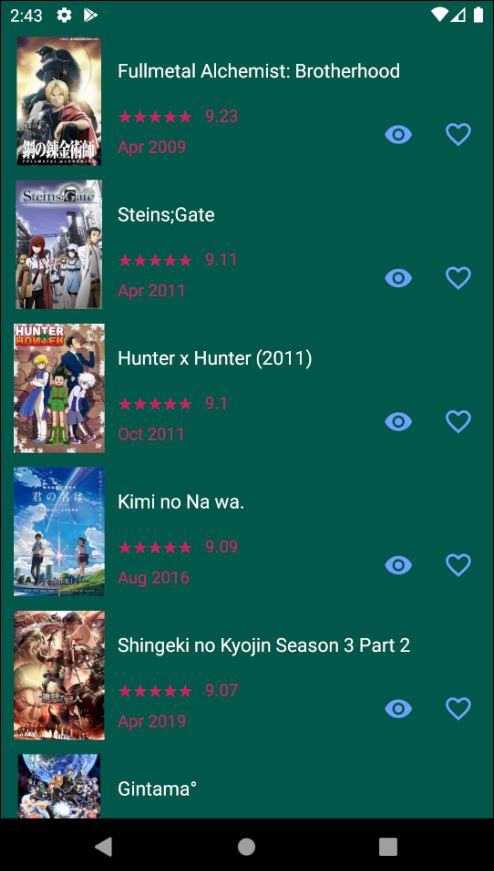 2:43
鋼の錬金術師
FULLMETAL ALCHEMIST
Fullmetal Alchemist: Brotherhood
★★★★★ 9.23
Apr 2009
Steins;Gate
Steins;Gate
★★★★★ 9.11
Apr 2011
HUNTER
HUNTER
Hunter x Hunter (2011)
★★★★★ 9.1
Oct 2011
君の名は。
Kimi no Na wa.
★★★★★ 9.09
Aug 2016
進撃の巨人
Shingeki no Kyojin Season 3 Part 2
★★★★★ 9.07
Apr 2019
Gintama°